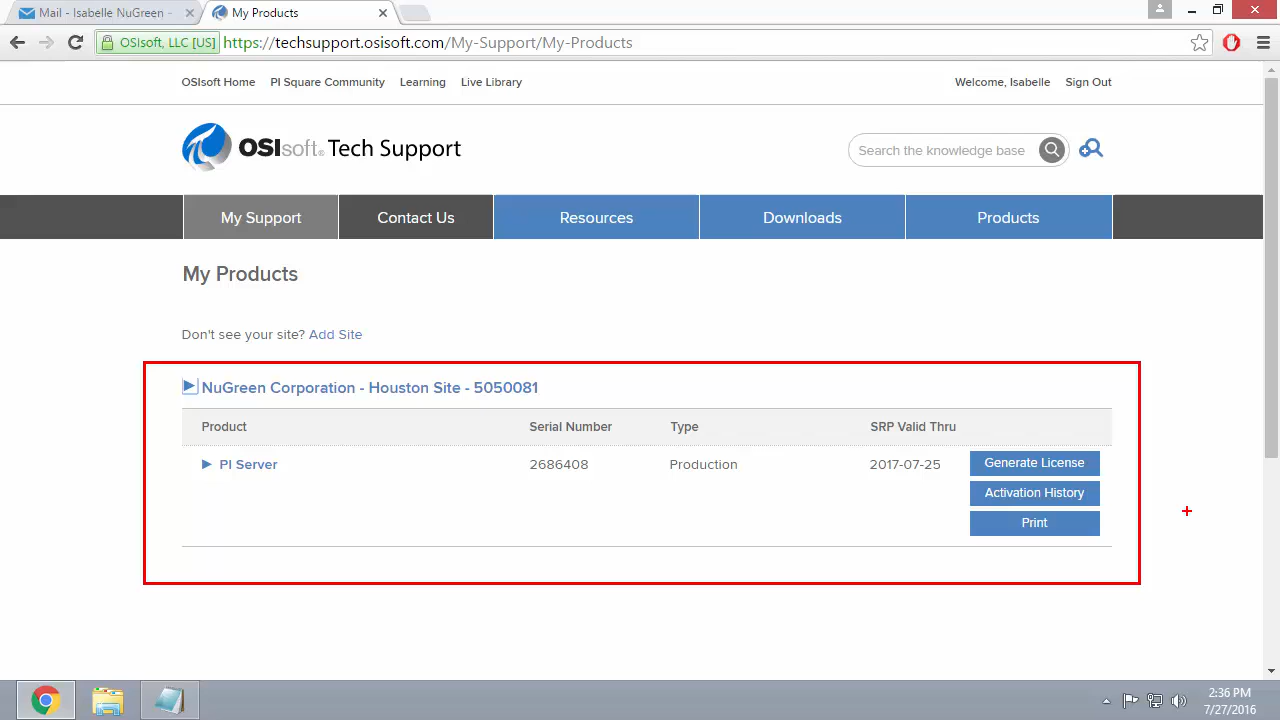 Mail - Isabelle NuGreen -
My Products
OSIsoft, LLC [US] https://techsupport.osisoft.com/My-Support/My-Products
OSIsoft Home PI Square Community Learning Live Library Welcome, Isabelle Sign Out
OSIsoft® Tech Support
Search the knowledge base
My Support Contact Us Resources Downloads Products
My Products
Don't see your site? Add Site
NuGreen Corporation - Houston Site - 5050081
Product Serial Number Type SRP Valid Thru
PI Server 2686408 Production 2017-07-25 Generate License
Activation History
Print
2:36 PM
7/27/2016